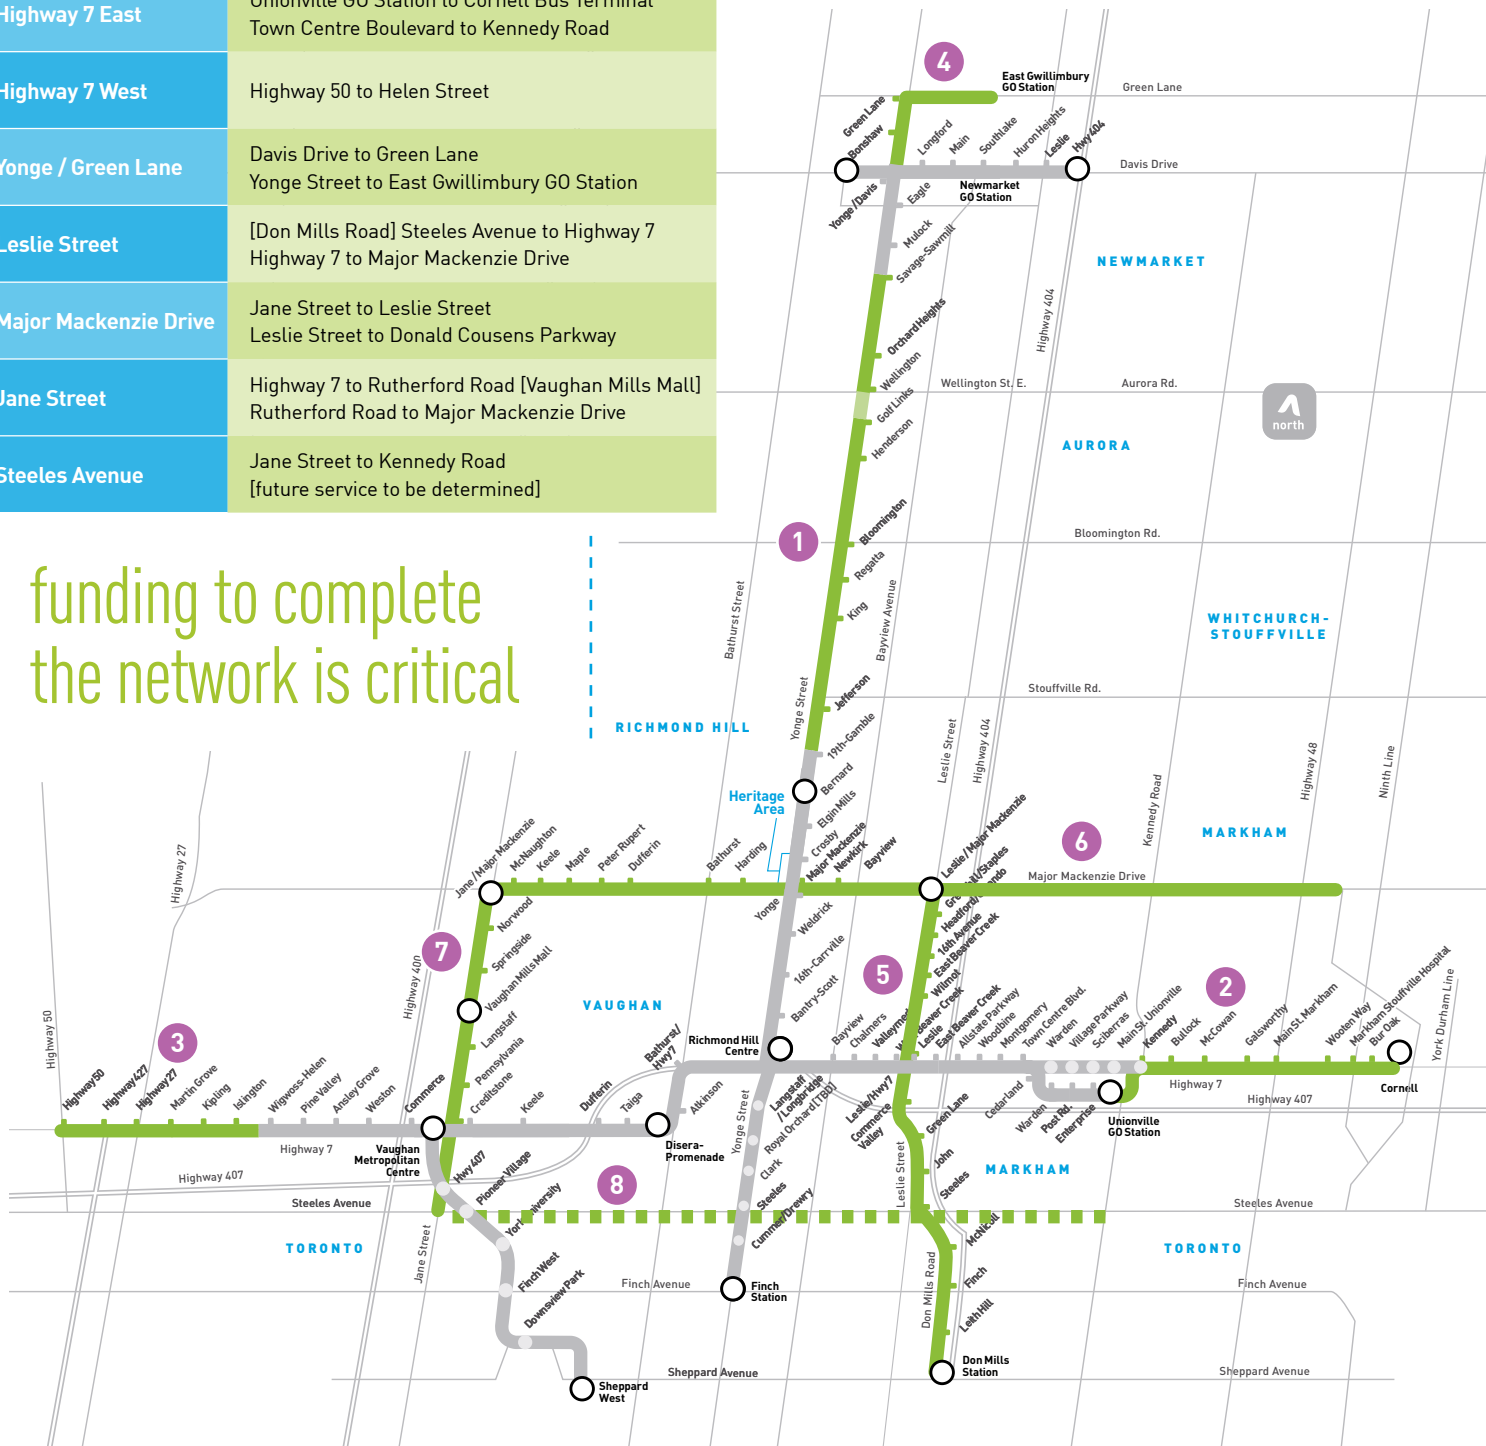 Highway 7 East
Unionville GO Station to Cornell Bus Terminal
Town Centre Boulevard to Kennedy Road
Highway 7 West
Highway 50 to Helen Street
Yonge / Green Lane
Davis Drive to Green Lane
Yonge Street to East Gwillimbury GO Station
Leslie Street
[Don Mills Road] Steeles Avenue to Highway 7
Highway 7 to Major Mackenzie Drive
Major Mackenzie Drive
Jane Street to Leslie Street
Leslie Street to Donald Cousens Parkway
Jane Street
Highway 7 to Rutherford Road [Vaughan Mills Mall]
Rutherford Road to Major Mackenzie Drive
Steeles Avenue
Jane Street to Kennedy Road
[future service to be determined]
funding to complete
the network is critical
4
East Gwillimbury
GO Station
Green Lane
Green Lane
Bonshaw
Longford
Main
Southlake
Huron Heights
Leslie
Hwy 404
Davis Drive
Yonge / Davis
Eagle
Newmarket
GO Station
Mulock
Savage-Sawmill
NEWMARKET
Highway 404
Orchard Heights
Wellington
Wellington St. E.
Aurora Rd.
north
Golf Links
Henderson
AURORA
1
Bloomington
Bloomington Rd.
Regatta
King
Bathurst Street
Bayview Avenue
WHITCHURCH-
STOUFFVILLE
Jefferson
Stouffville Rd.
Yonge Street
RICHMOND HILL
19th-Gamble
Leslie Street
Highway 404
Highway 48
Ninth Line
Kennedy Road
Bernard
Heritage
Area
Elgin Mills
Crosby
Major Mackenzie
Newkirk
Bayview
Leslie / Major Mackenzie
6
MARKHAM
Major Mackenzie Drive
Highway 27
Jane / Major Mackenzie
McNaughton
Keele
Maple
Peter Rupert
Dufferin
Bathurst
Harding
Yonge
Weldrick
16th-Carrville
Bantry-Scott
Norwood
Springside
Vaughan Mills Mall
Langstaff
Pennsylvania
Creditstone
7
Highway 400
VAUGHAN
16th Avenue
East Beaver Creek
Wilmot
5
2
Highway 50
3
Highway 50
Highway 427
Highway 27
Martin Grove
Kipling
Islington
Wigwoss-Helen
Pine Valley
Ansley Grove
Weston
Commerce
Keele
Dufferin
Taiga
Bathurst/
Hwy 7
Atkinson
Richmond Hill
Centre
Bayview
Chalmers
Leslie
East Beaver Creek
Allstate Parkway
Woodbine
Montgomery
Town Centre Blvd.
Warden
Village Parkway
Sciberras
Main St. Unionville
Kennedy
Bullock
McCowan
Galsworthy
Main St. Markham
Wooten Way
Markham Stouffville Hospital
Bur Oak
York Durham Line
Cornell
Highway 7
Highway 407
Cedarland
Warden
Post Rd.
Enterprise
Unionville
GO Station
Langstaff
/ Longbridge
Royal Orchard [TBD]
Clark
Steeles
Cummer/Drewry
Yonge Street
Leslie / Hwy 7
Commerce
Valley
Green Lane
John
Steeles
Leslie Street
MARKHAM
Disera-
Promenade
Highway 7
Vaughan
Metropolitan
Centre
Highway 407
Hwy 407
Pioneer Village
York University
8
Steeles Avenue
Steeles Avenue
TORONTO
TORONTO
Jane Street
Finch West
Downsview Park
Finch Avenue
Finch
Station
McNicoll
Finch
Leith Hill
Don Mills Road
Finch Avenue
Don Mills
Station
Sheppard Avenue
Sheppard Avenue
Sheppard
West